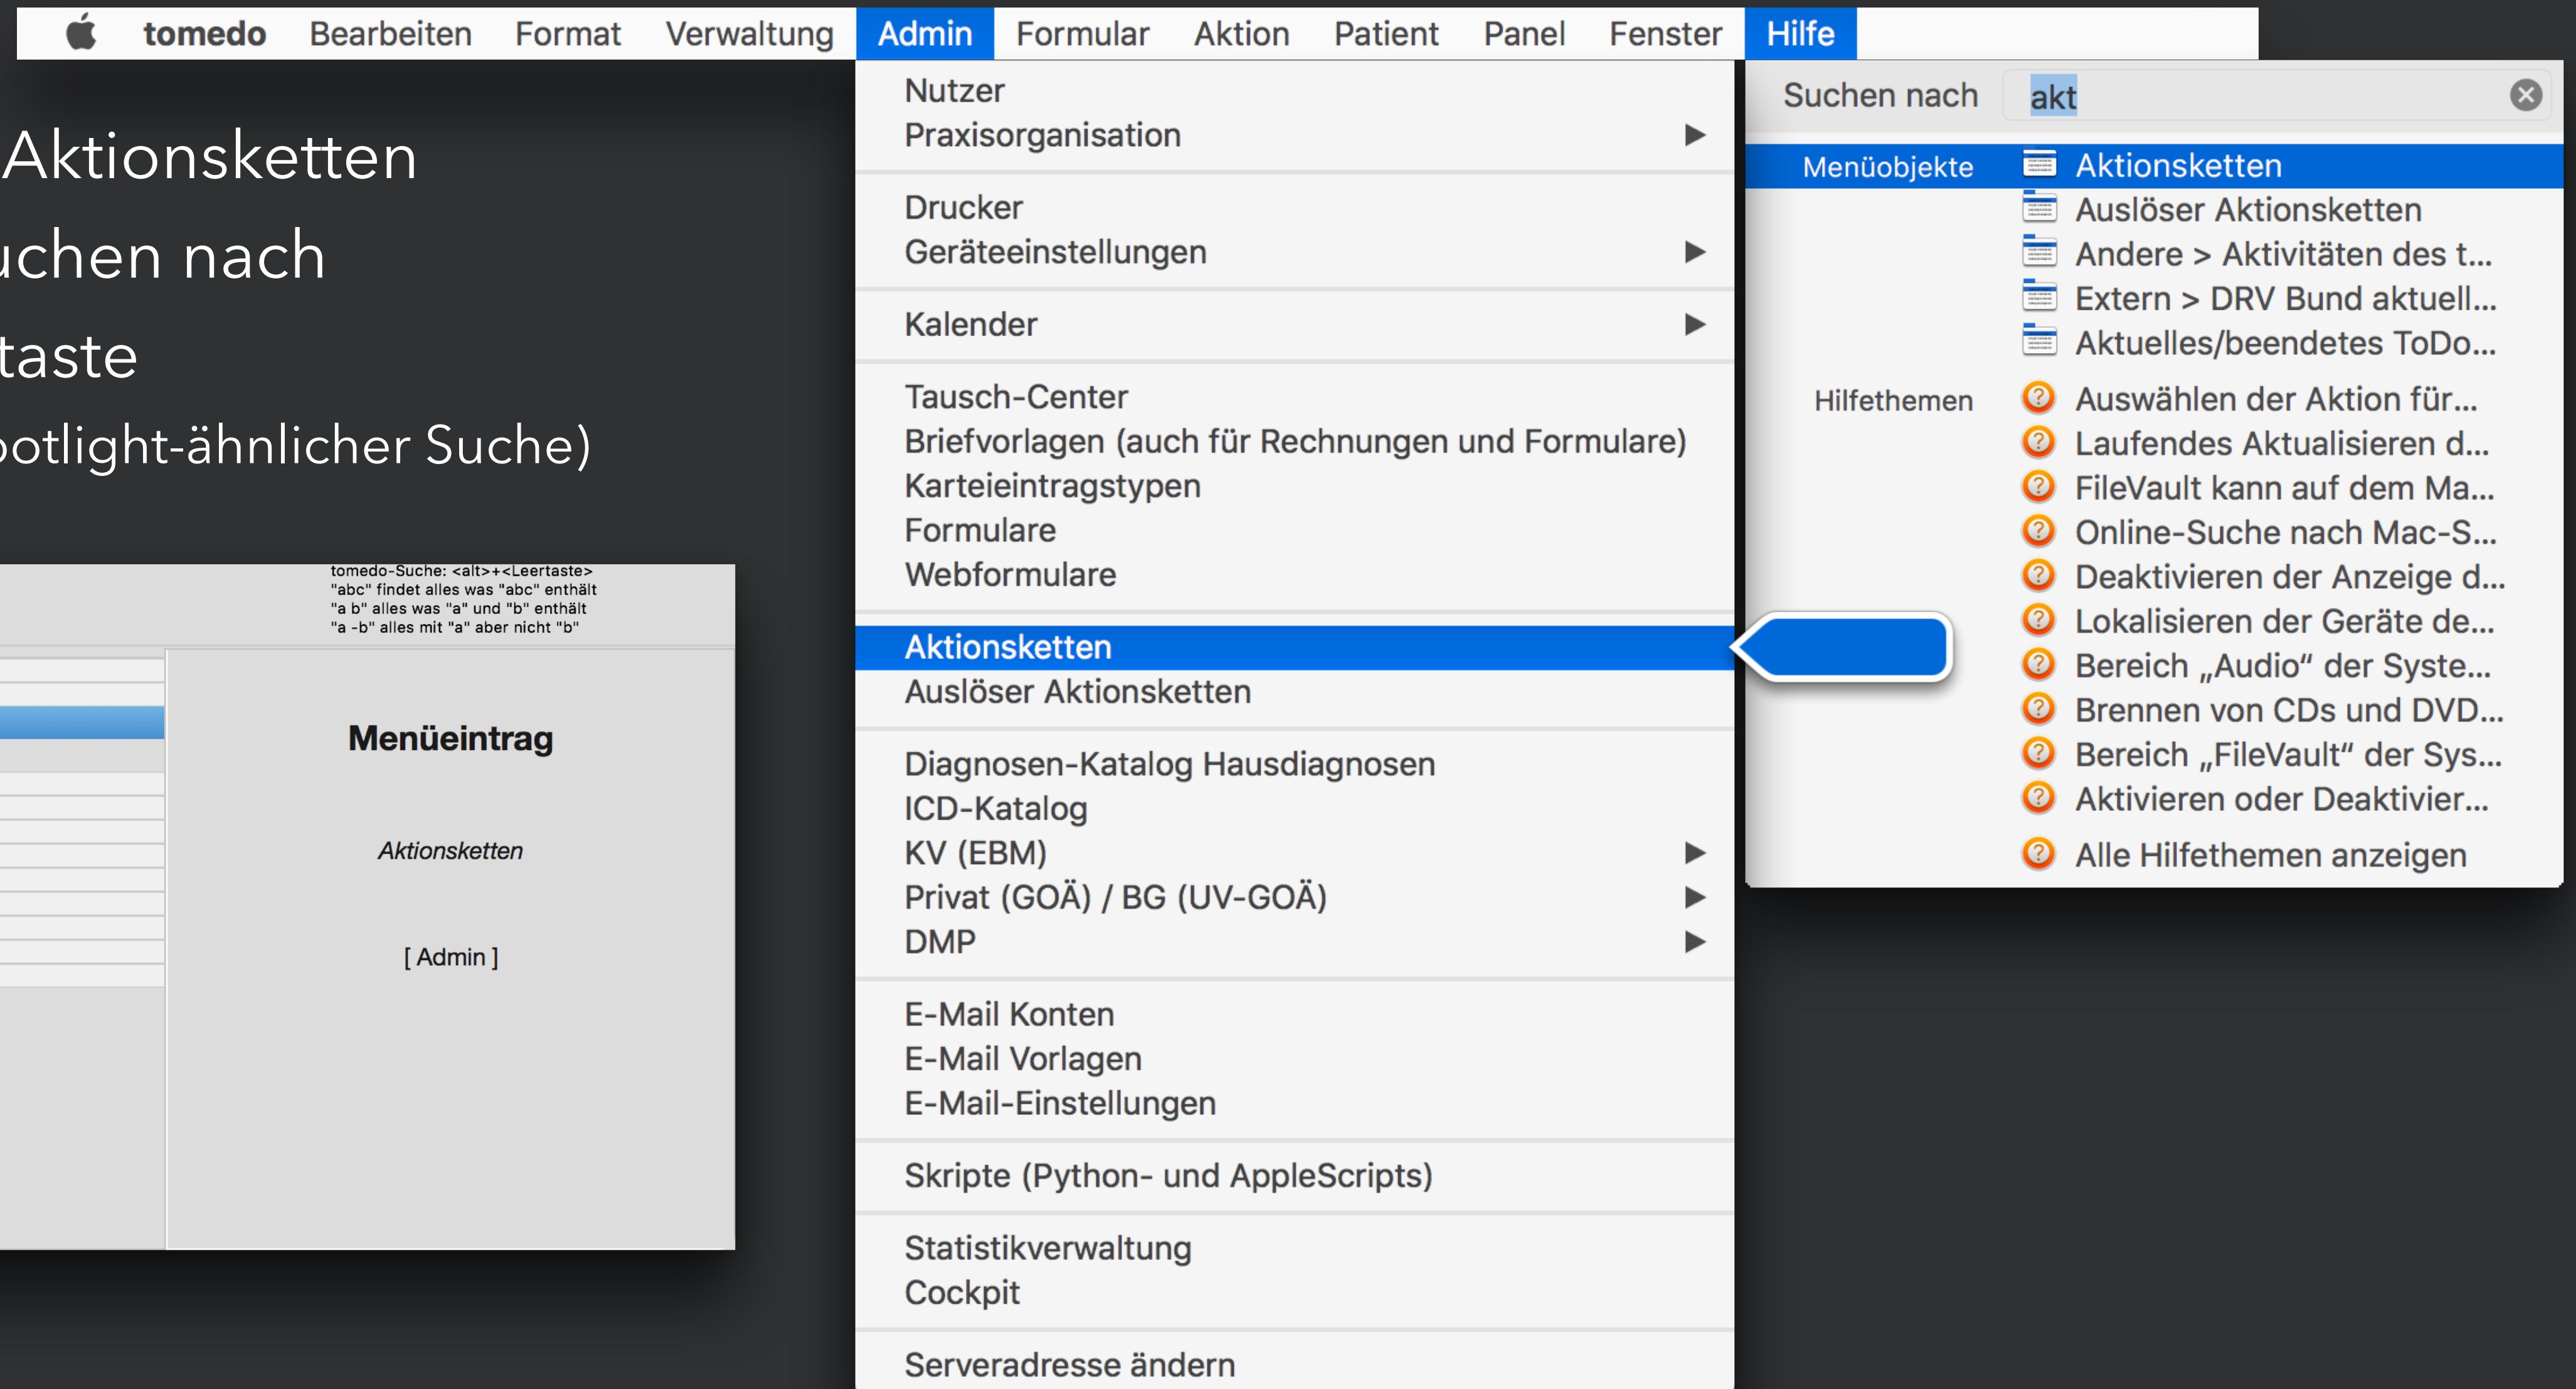 tomedo Bearbeiten Format Verwaltung Admin Formular Aktion Patient Panel Fenster Hilfe
Aktionsketten
uchen nach
taste
potlight-ähnlicher Suche)
tomedo-Suche: <alt>+<Leertaste>
"abc" findet alles was "abc" enthält
"a b" alles was "a" und "b" enthält
"a -b" alles mit "a" aber nicht "b"
Menüeintrag
Aktionsketten
[ Admin ]
Nutzer
Praxisorganisation
Drucker
Geräteeinstellungen
Kalender
Tausch-Center
Briefvorlagen (auch für Rechnungen und Formulare)
Karteieintragstypen
Formulare
Webformulare
Aktionsketten
Auslöser Aktionsketten
Diagnosen-Katalog Hausdiagnosen
ICD-Katalog
KV (EBM)
Privat (GOÄ) / BG (UV-GOÄ)
DMP
E-Mail Konten
E-Mail Vorlagen
E-Mail-Einstellungen
Skripte (Python- und AppleScripts)
Statistikverwaltung
Cockpit
Serveradresse ändern
Suchen nach akt
Menüobjekte Aktionsketten
Auslöser Aktionsketten
Andere > Aktivitäten des t...
Extern > DRV Bund aktuell...
Aktuelles/beendetes ToDo...
Hilfethemen Auswählen der Aktion für...
Laufendes Aktualisieren d...
FileVault kann auf dem Ma...
Online-Suche nach Mac-S...
Deaktivieren der Anzeige d...
Lokalisieren der Geräte de...
Bereich „Audio“ der Syste...
Brennen von CDs und DVD...
Bereich „FileVault“ der Sys...
Aktivieren oder Deaktivier...
Alle Hilfethemen anzeigen